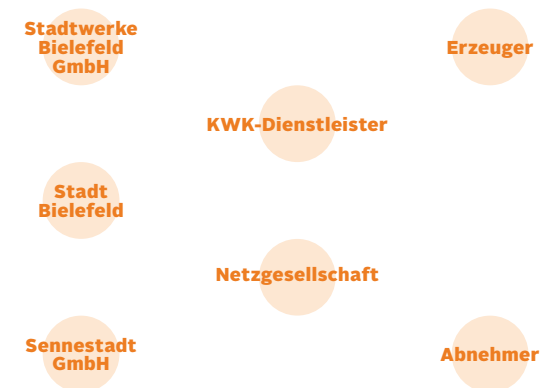 Stadtwerke
Bielefeld
GmbH
Erzeuger
KWK-Dienstleister
Stadt
Bielefeld
Netzgesellschaft
Sennestadt
GmbH
Abnehmer